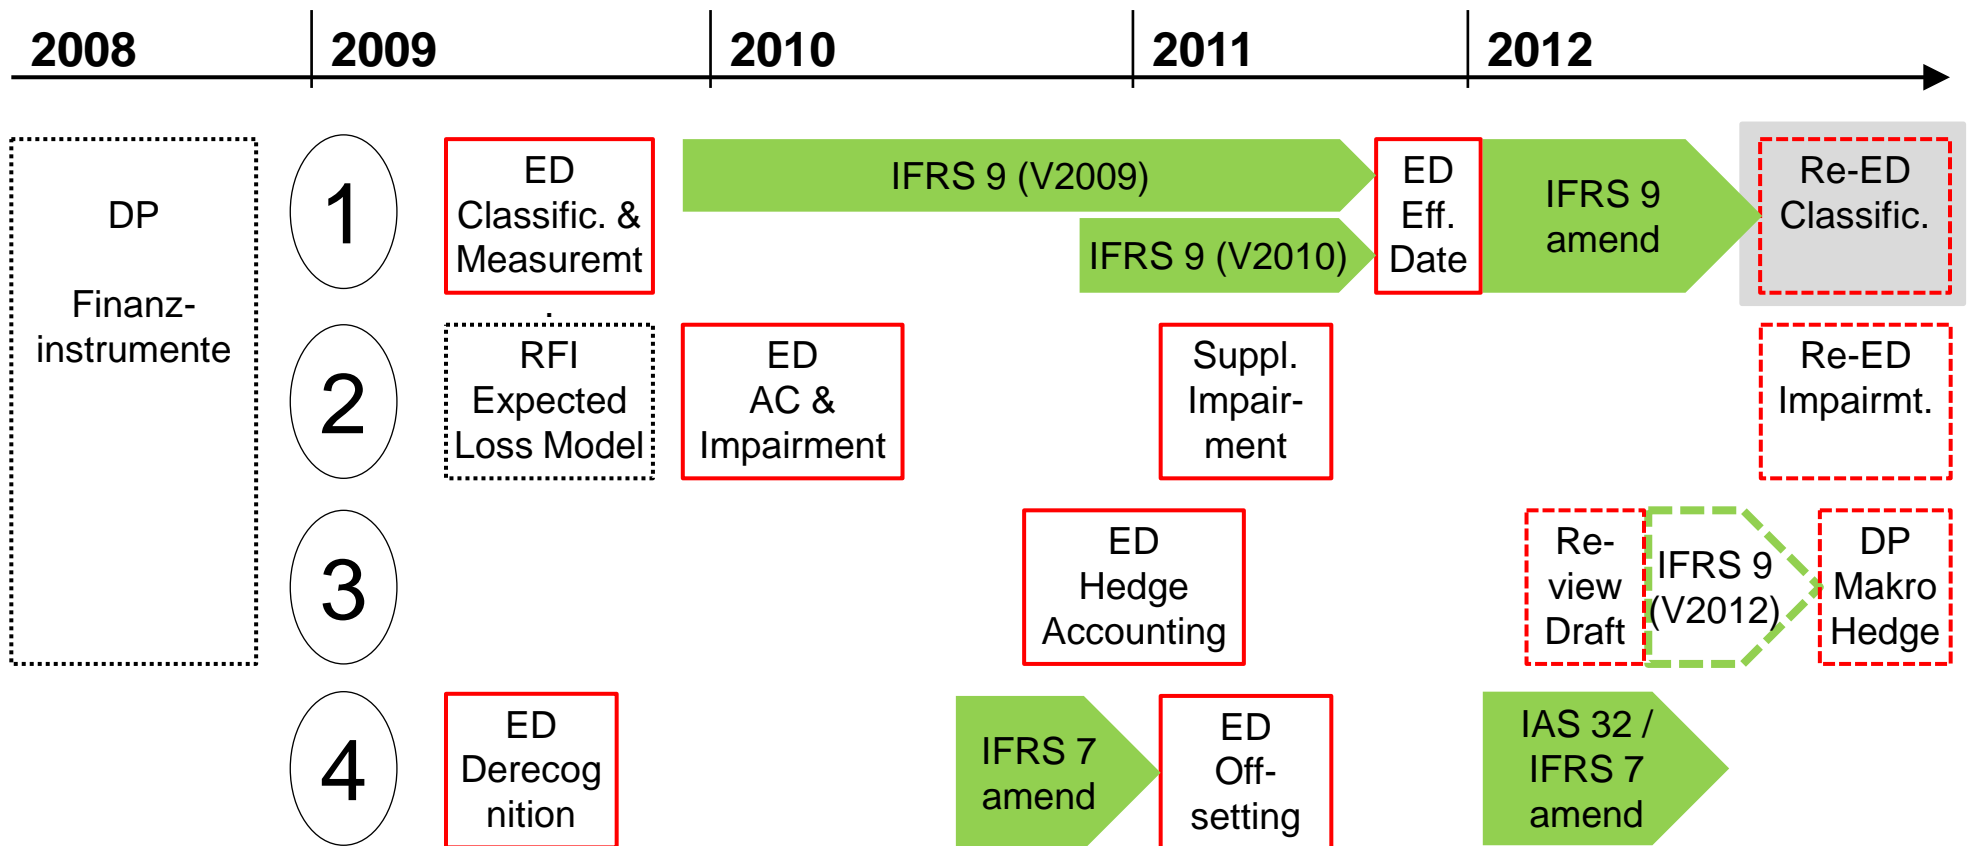 2008
2009
2010
2011
2012
DP
Finanz-
instrumente
1
ED
Classific. &
Measuremt
.
IFRS 9 (V2009)
IFRS 9 (V2010)
ED
Eff.
Date
IFRS 9
amend
Re-ED
Classific.
2
RFI
Expected
Loss Model
ED
AC &
Impairment
Suppl.
Impair-
ment
Re-ED
Impairmt.
3
ED
Hedge
Accounting
Re-
view
Draft
IFRS 9
(V2012)
DP
Makro
Hedge
4
ED
Derecog
nition
IFRS 7
amend
ED
Off-
setting
IAS 32 /
IFRS 7
amend